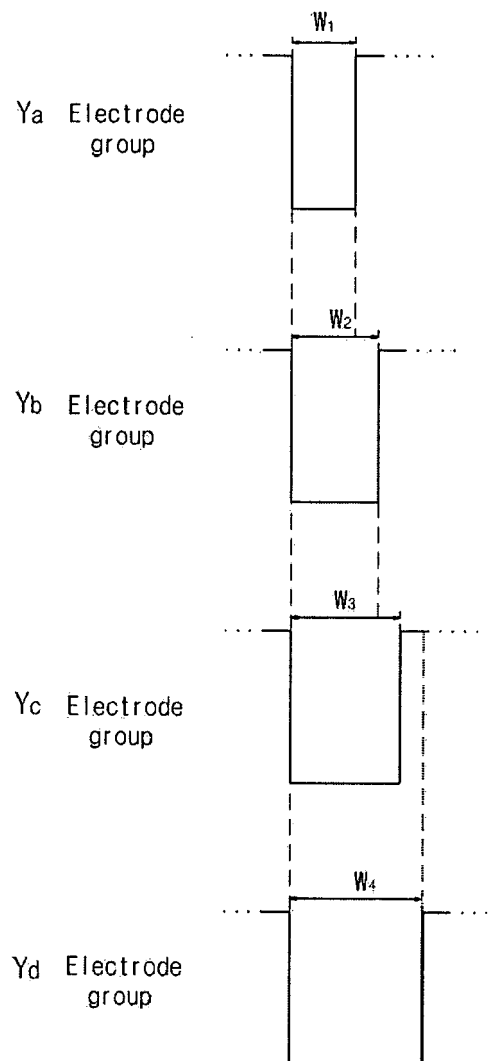 W1
Ya Electrode
group
W2
Yb Electrode
group
W3
Yc Electrode
group
W4
Yd Electrode
group